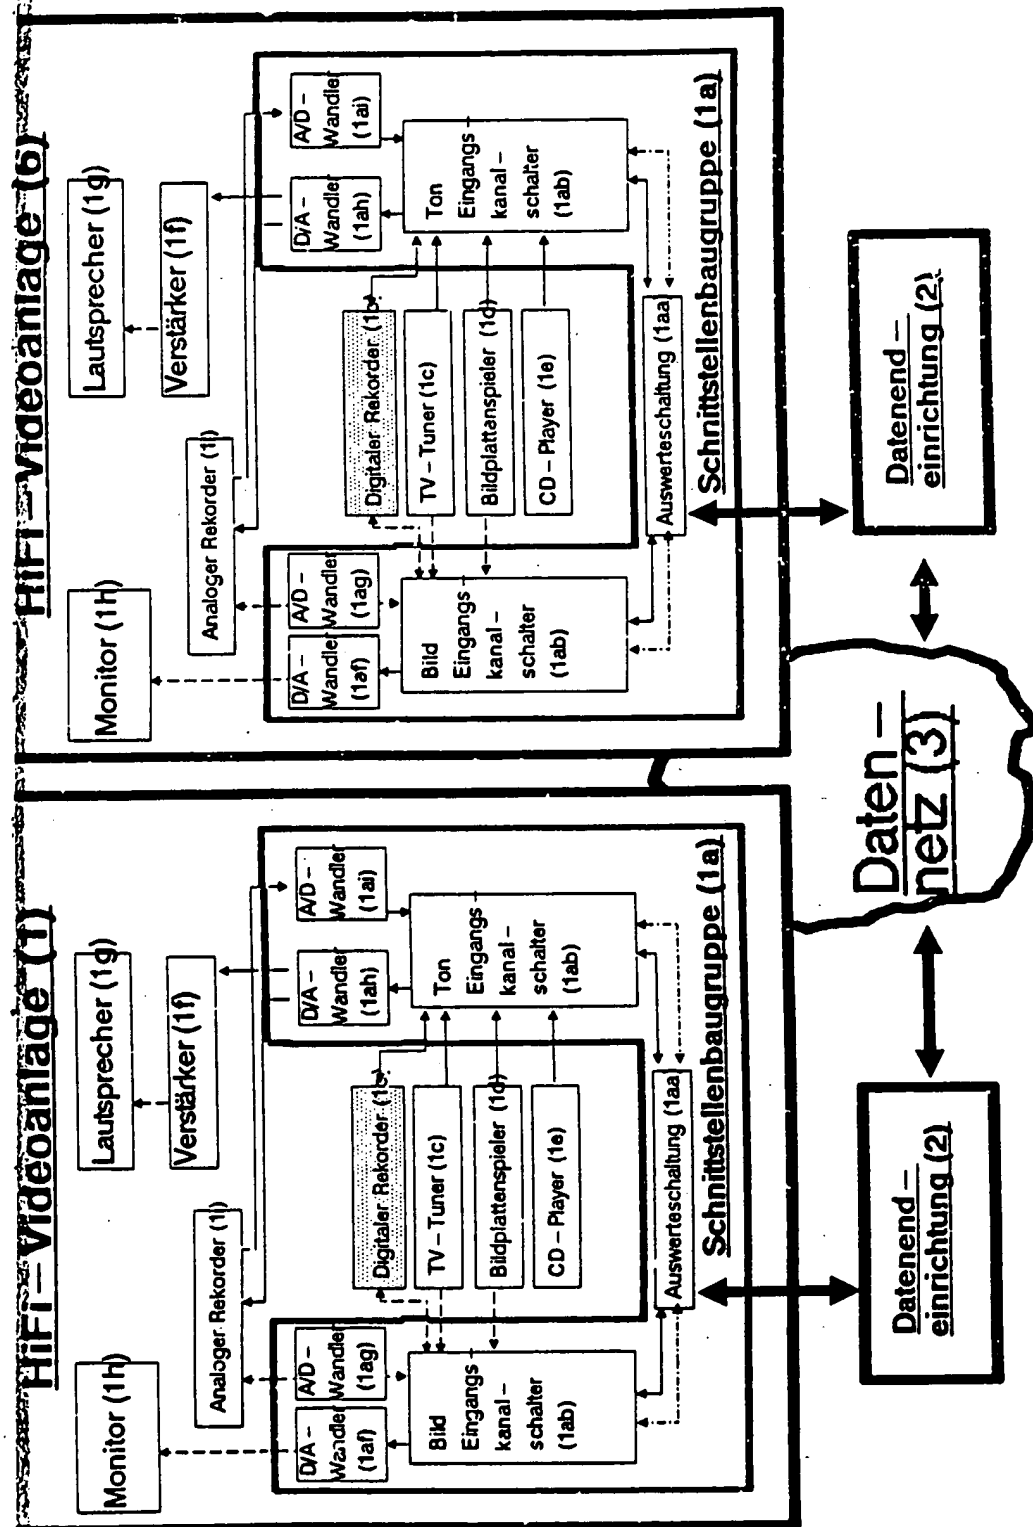 HiFi – Videoanlage (1)
Monitor (1h)
Lautsprecher (1g)
Verstärker (1f)
Analoger Rekorder (1i)
D/A –
Wandler
(1af)
A/D –
Wandler
(1ag)
D/A –
Wandler
(1ah)
A/D –
Wandler
(1ai)
Digitaler Rekorder (1b)
TV – Tuner (1c)
Bildplattenspieler (1d)
CD – Player (1e)
Bild
Eingangs –
kanal –
schalter
(1ab)
Ton
Eingangs –
kanal –
schalter
(1ab)
Auswerteschaltung (1aa)
Schnittstellenbaugruppe (1a)
HiFi – Videoanlage (6)
Monitor (1h)
Lautsprecher (1g)
Verstärker (1f)
Analoger Rekorder (1i)
D/A –
Wandler
(1af)
A/D –
Wandler
(1ag)
D/A –
Wandler
(1ah)
A/D –
Wandler
(1ai)
Digitaler Rekorder (1b)
TV – Tuner (1c)
Bildplattanspieler (1d)
CD – Player (1e)
Bild
Eingangs –
kanal –
schalter
(1ab)
Ton
Eingangs –
kanal –
schalter
(1ab)
Auswerteschaltung (1aa)
Schnittstellenbaugruppe (1a)
Datenend –
einrichtung (2)
Daten –
netz (3)
Datenend –
einrichtung (2)